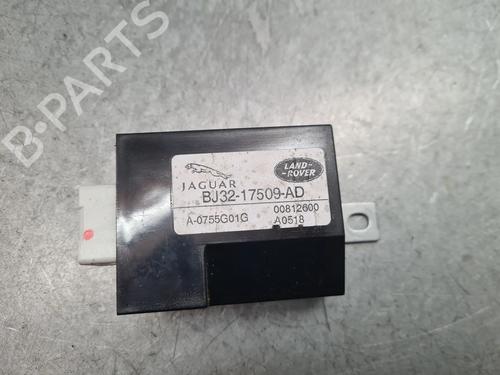 B-PARTS
JAGUAR
LAND-
-ROVER
BJ32-17509-AD
A-0755G01G
00812600
A0518